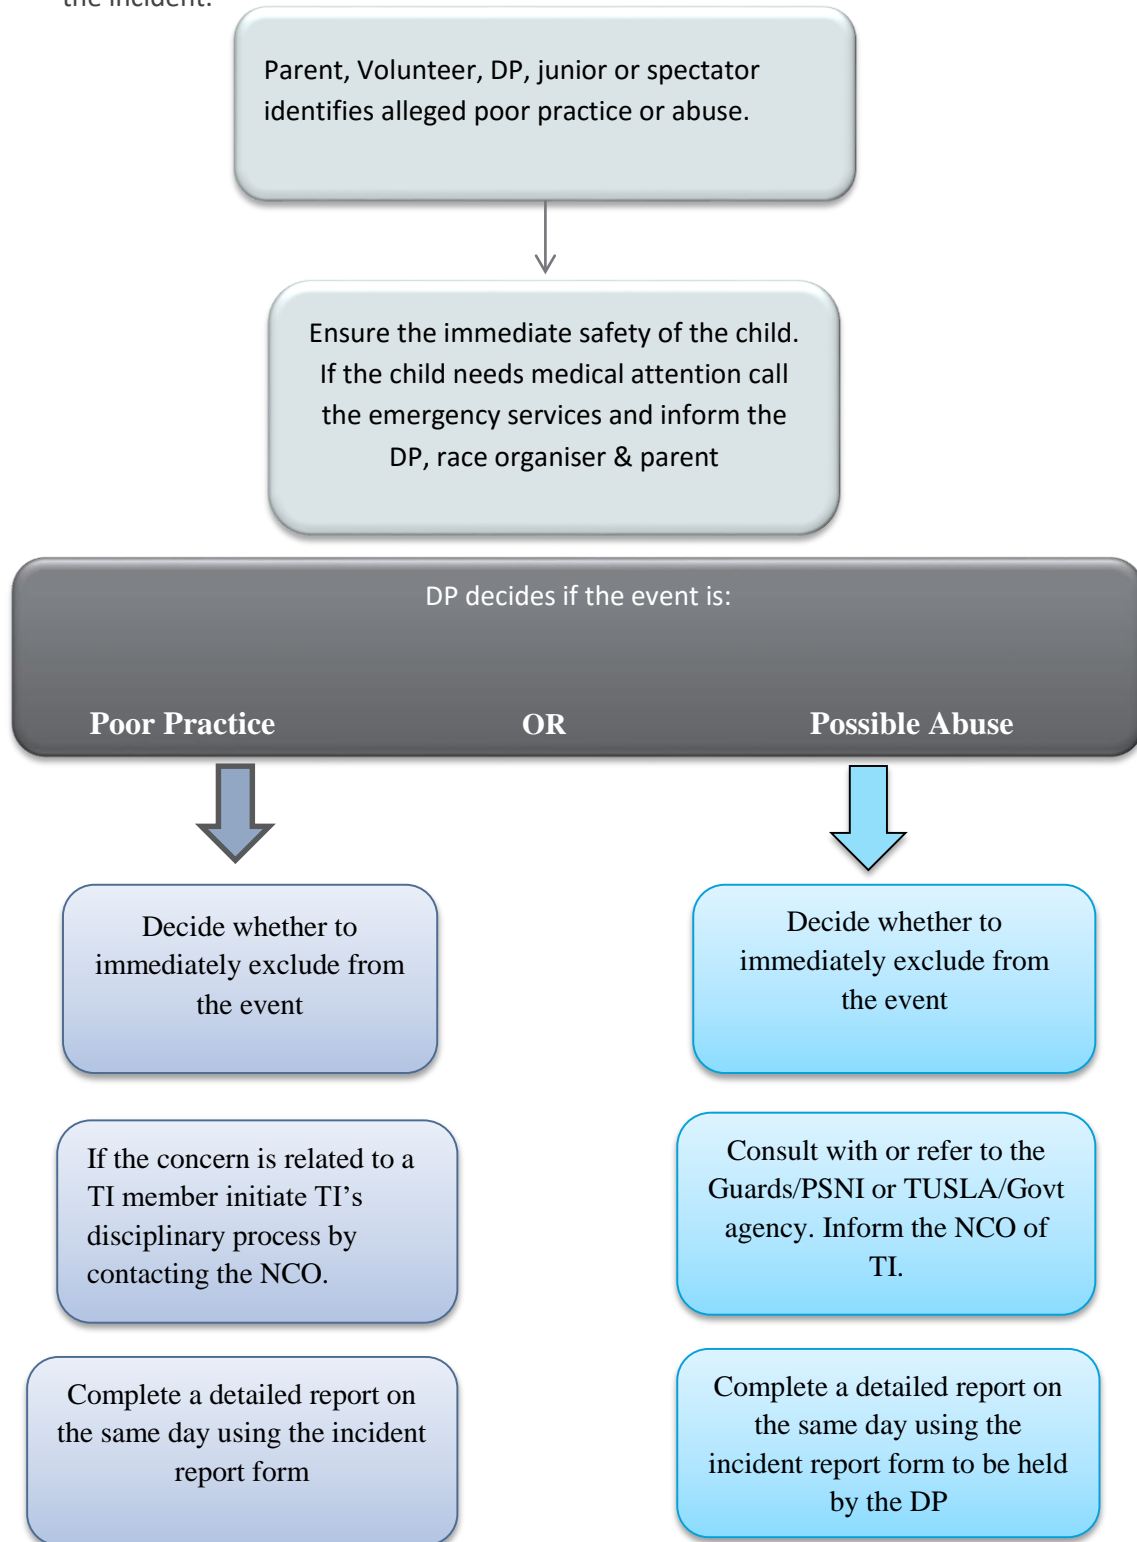 the incident.
Parent, Volunteer, DP, junior or spectator
identifies alleged poor practice or abuse.
Ensure the immediate safety of the child.
If the child needs medical attention call
the emergency services and inform the
DP, race organiser & parent
DP decides if the event is:
Poor Practice OR Possible Abuse
Decide whether to
immediately exclude from
the event
If the concern is related to a
TI member initiate TI’s
disciplinary process by
contacting the NCO.
Complete a detailed report on
the same day using the incident
report form
Decide whether to
immediately exclude from
the event
Consult with or refer to the
Guards/PSNI or TUSLA/Govt
agency. Inform the NCO of
TI.
Complete a detailed report on
the same day using the
incident report form to be held
by the DP